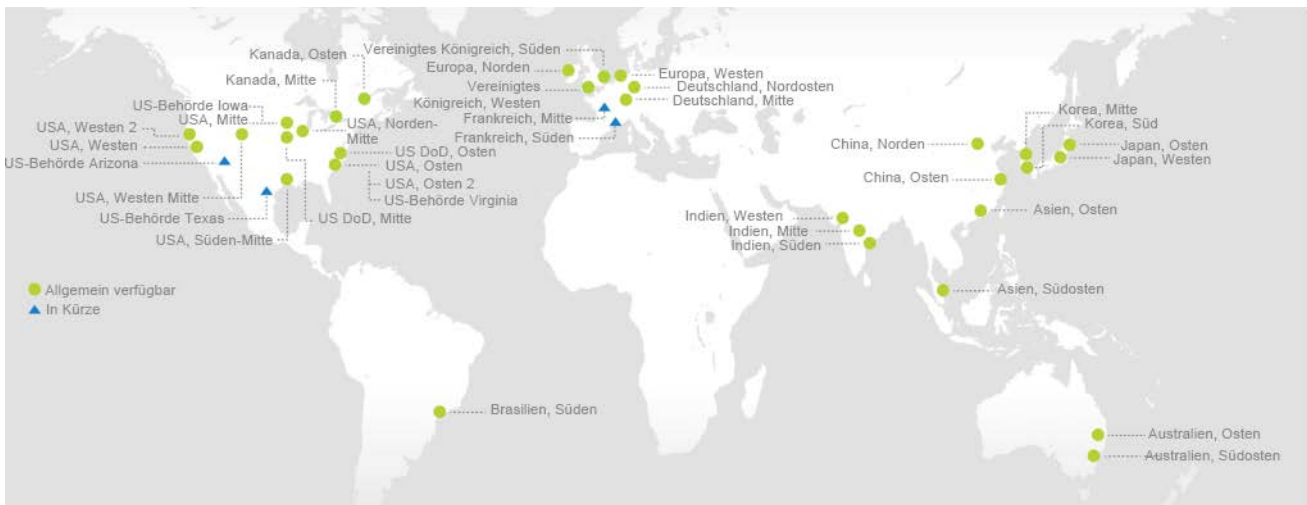 Kanada, Osten
Kanada, Mitte
US-Behörde Iowa
USA, Mitte
USA, Westen 2
USA, Westen
US-Behörde Arizona
USA, Westen Mitte
US-Behörde Texas
USA, Süden-Mitte
USA, Norden-
Mitte
US DoD, Osten
USA, Osten
USA, Osten 2
US-Behörde Virginia
US DoD, Mitte
Vereinigtes Königreich, Süden
Europa, Norden
Vereinigtes
Königreich, Westen
Frankreich, Mitte
Frankreich, Süden
Europa, Westen
Deutschland, Nordosten
Deutschland, Mitte
China, Norden
China, Osten
Korea, Mitte
Korea, Süd
Japan, Osten
Japan, Westen
Asien, Osten
Indien, Westen
Indien, Mitte
Indien, Süden
Asien, Südosten
Allgemein verfügbar
In Kürze
Brasilien, Süden
Australien, Osten
Australien, Südosten